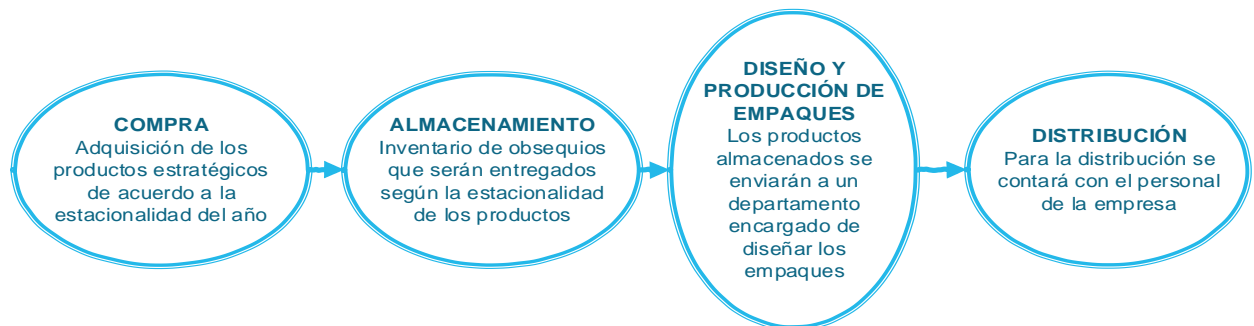 COMPRA
Adquisición de los
productos estratégicos
de acuerdo a la
estacionalidad del año
ALMACENAMIENTO
Inventario de obsequios
que serán entregados
según la estacionalidad
de los productos
DISEÑO Y
PRODUCCIÓN DE
EMPAQUES
Los productos
almacenados se
enviarán a un
departamento
encargado de
diseñar los
empaques
DISTRIBUCIÓN
Para la distribución se
contará con el personal
de la empresa